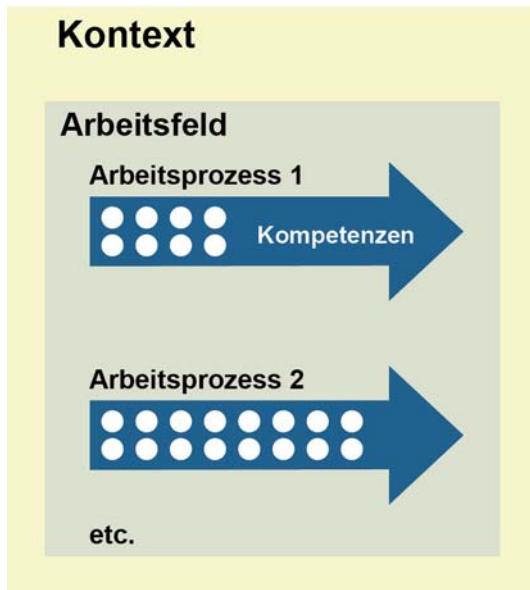 Kontext
Arbeitsfeld
Arbeitsprozess 1
Kompetenzen
Arbeitsprozess 2
etc.